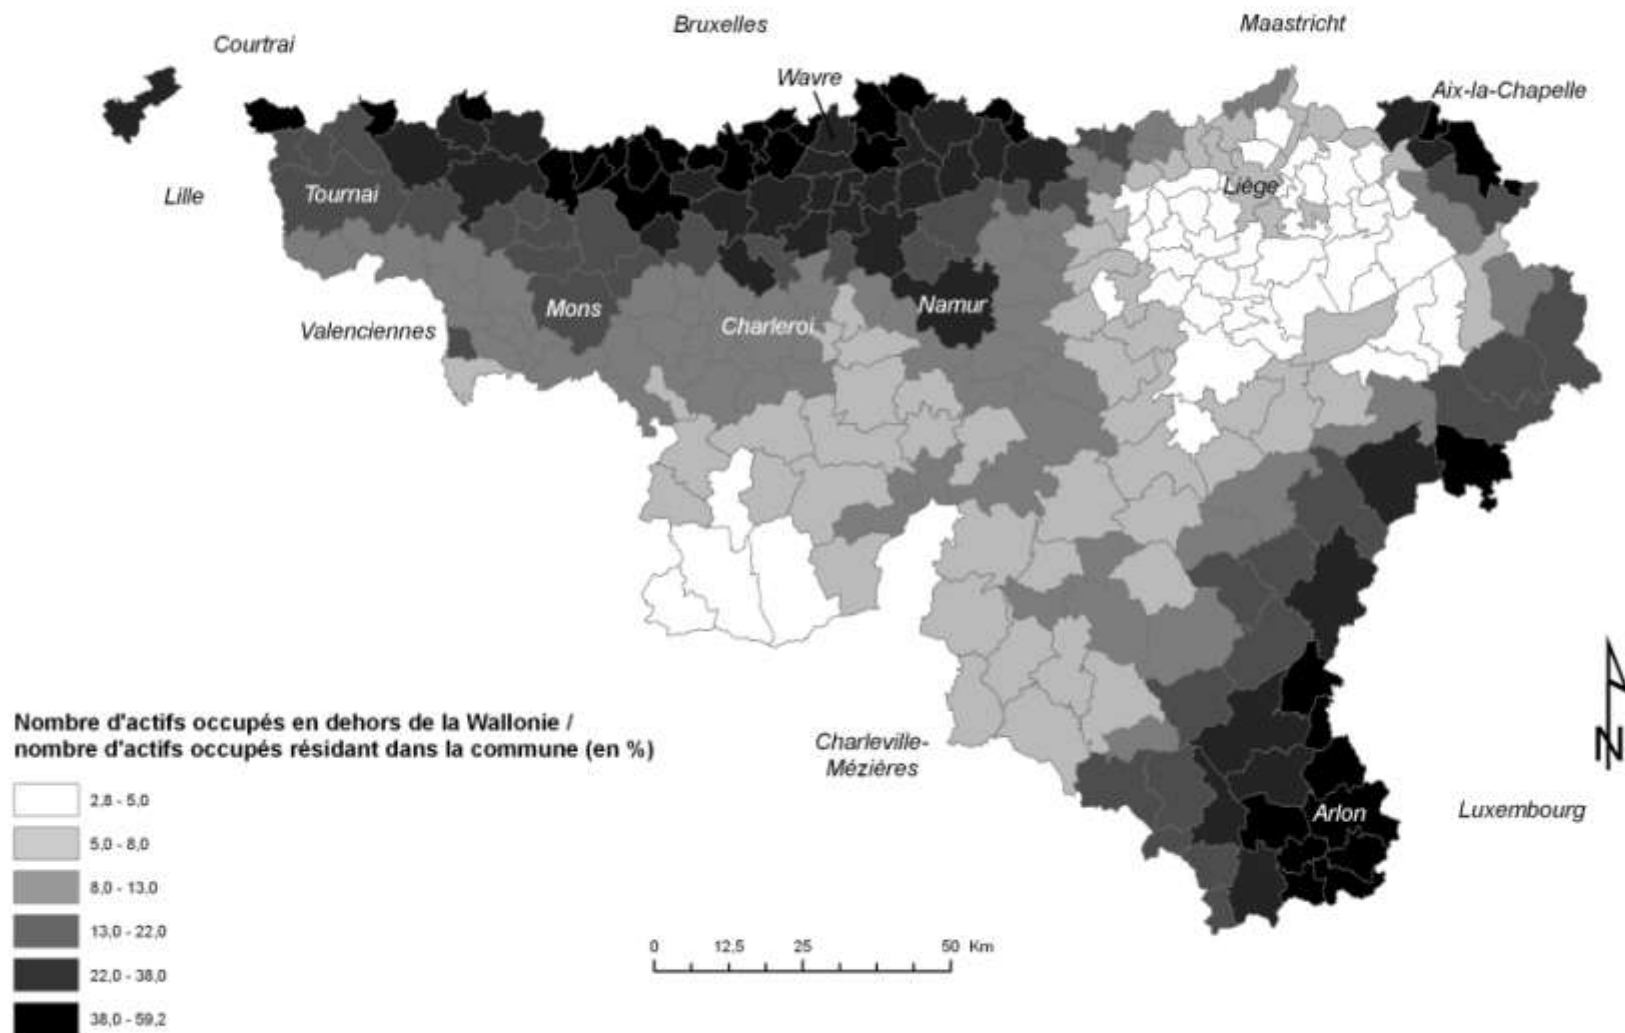 Bruxelles
Maastricht
Courtrai
Wavre
Aix-la-Chapelle
Lille
Tournai
Liège
Valenciennes
Mons
Charleroi
Namur
Charleville-
Mézières
Arlon
Luxembourg
N
Nombre d'actifs occupés en dehors de la Wallonie /
nombre d'actifs occupés résidant dans la commune (en %)
2,8 - 5,0
5,0 - 8,0
8,0 - 13,0
13,0 - 22,0
22,0 - 38,0
38,0 - 59,2
0 12,5 25 50 Km